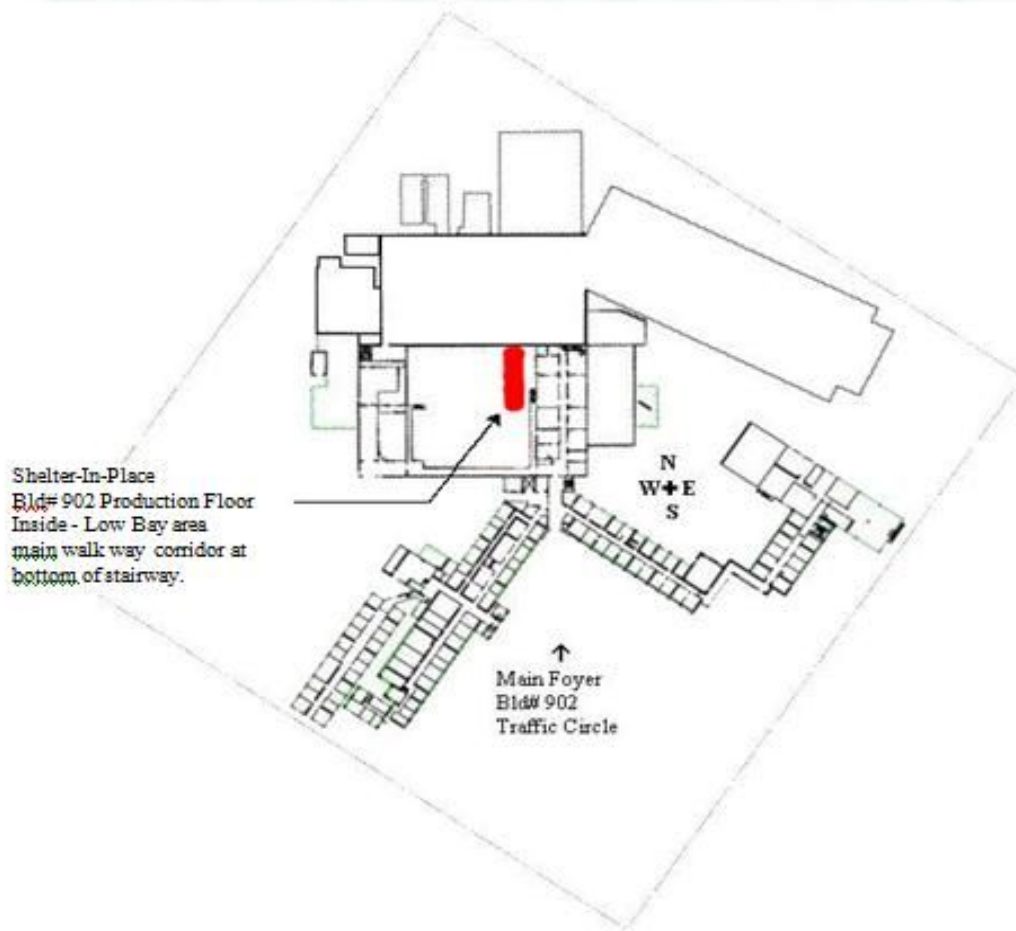 Shelter-In-Place
Bld# 902 Production Floor
Inside - Low Bay area
main walk way corridor at
bottom of stairway.
N
W E
S
Main Foyer
Bld# 902
Traffic Circle